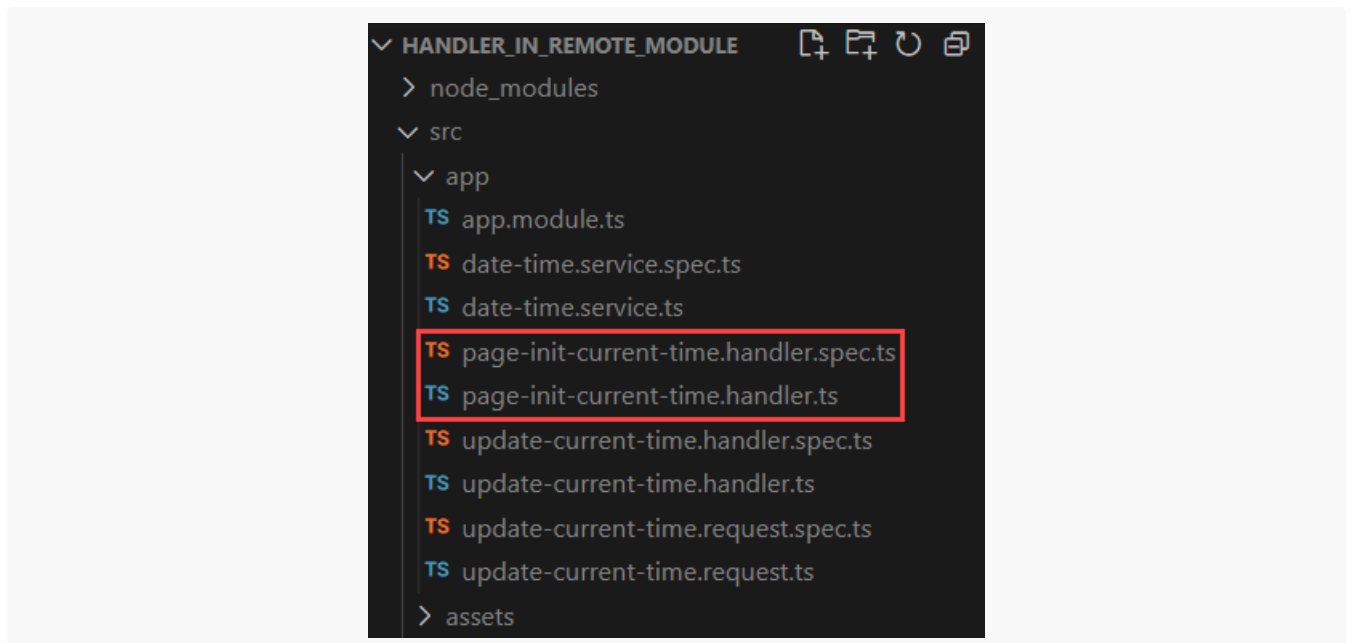 HANDLER_IN_REMOTE_MODULE
node_modules
src
app
TS app.module.ts
TS date-time.service.spec.ts
TS date-time.service.ts
TS page-init-current-time.handler.spec.ts
TS page-init-current-time.handler.ts
TS update-current-time.handler.spec.ts
TS update-current-time.handler.ts
TS update-current-time.request.spec.ts
TS update-current-time.request.ts
assets